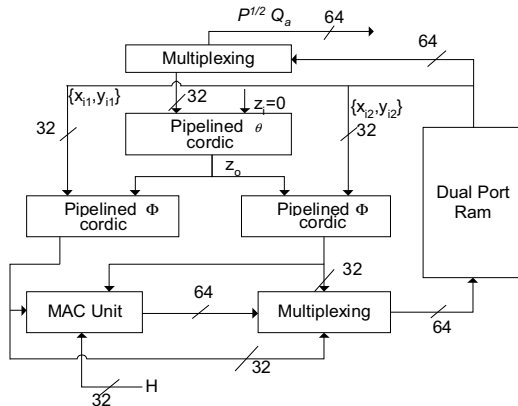 P^{1/2} Q_a
64
Multiplexing
64
{x_{i1},y_{i1}}
32
z_i=0
{x_{i2},y_{i2}}
32
32
Pipelined θ
cordic
z_o
Dual Port
Ram
Pipelined Φ
cordic
Pipelined Φ
cordic
32
MAC Unit
64
Multiplexing
64
32
H
32